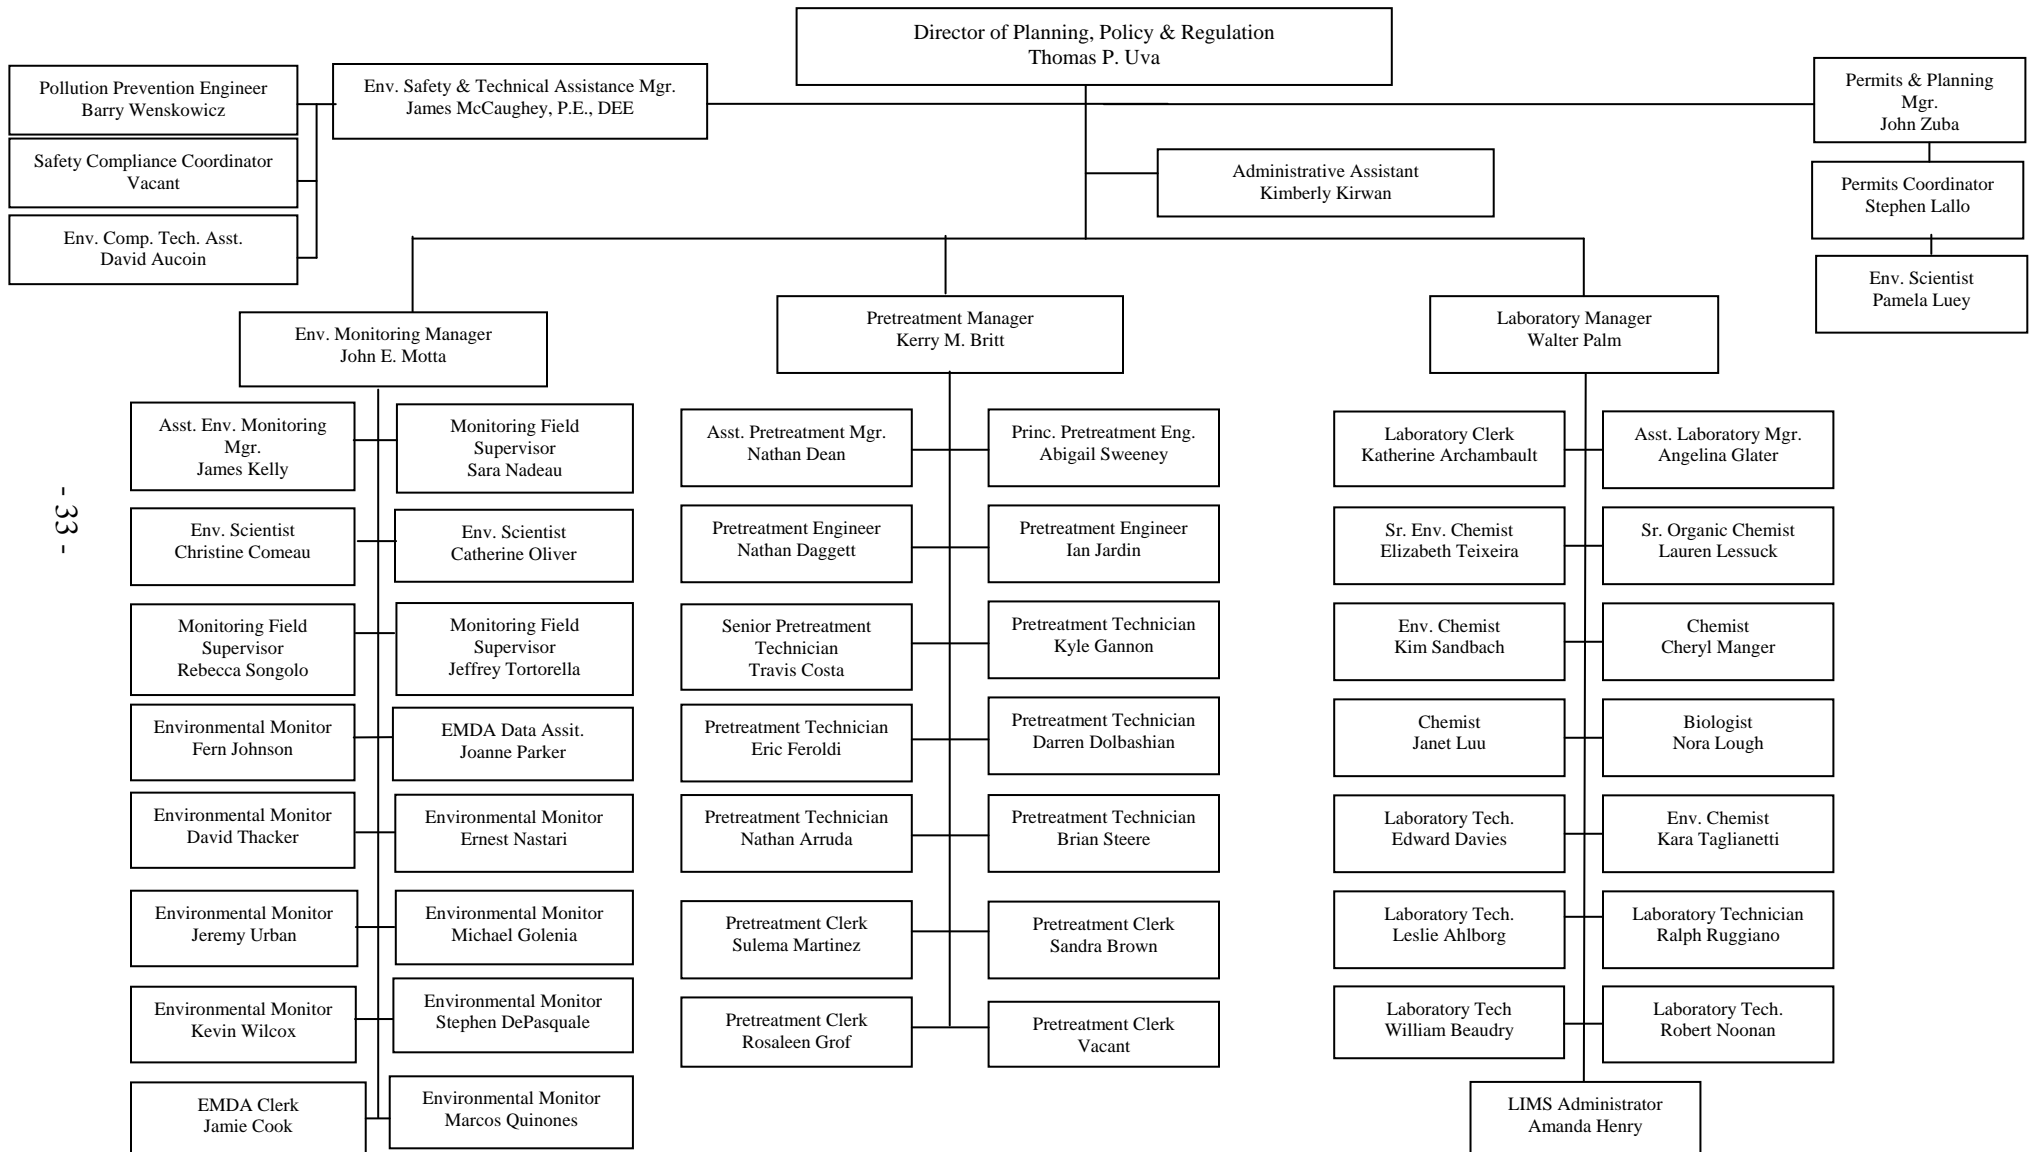 Director of Planning, Policy & Regulation
Thomas P. Uva
Pollution Prevention Engineer
Barry Wenskowicz
Env. Safety & Technical Assistance Mgr.
James McCaughey, P.E., DEE
Permits & Planning
Mgr.
John Zuba
Safety Compliance Coordinator
Vacant
Administrative Assistant
Kimberly Kirwan
Permits Coordinator
Stephen Lallo
Env. Comp. Tech. Asst.
David Aucoin
Env. Scientist
Pamela Luey
Env. Monitoring Manager
John E. Motta
Pretreatment Manager
Kerry M. Britt
Laboratory Manager
Walter Palm
Asst. Env. Monitoring
Mgr.
James Kelly
Monitoring Field
Supervisor
Sara Nadeau
Env. Scientist
Christine Comeau
Env. Scientist
Catherine Oliver
Monitoring Field
Supervisor
Rebecca Songolo
Monitoring Field
Supervisor
Jeffrey Tortorella
Environmental Monitor
Fern Johnson
EMDA Data Assit.
Joanne Parker
Environmental Monitor
David Thacker
Environmental Monitor
Ernest Nastari
Environmental Monitor
Jeremy Urban
Environmental Monitor
Michael Golenia
Environmental Monitor
Kevin Wilcox
Environmental Monitor
Stephen DePasquale
EMDA Clerk
Jamie Cook
Environmental Monitor
Marcos Quinones
Asst. Pretreatment Mgr.
Nathan Dean
Princ. Pretreatment Eng.
Abigail Sweeney
Pretreatment Engineer
Nathan Daggett
Pretreatment Engineer
Ian Jardin
Senior Pretreatment
Technician
Travis Costa
Pretreatment Technician
Kyle Gannon
Pretreatment Technician
Eric Feroldi
Pretreatment Technician
Darren Dolbashian
Pretreatment Technician
Nathan Arruda
Pretreatment Technician
Brian Steere
Pretreatment Clerk
Sulema Martinez
Pretreatment Clerk
Sandra Brown
Pretreatment Clerk
Rosaleen Grof
Pretreatment Clerk
Vacant
Laboratory Clerk
Katherine Archambault
Asst. Laboratory Mgr.
Angelina Glater
Sr. Env. Chemist
Elizabeth Teixeira
Sr. Organic Chemist
Lauren Lessuck
Env. Chemist
Kim Sandbach
Chemist
Cheryl Manger
Chemist
Janet Luu
Biologist
Nora Lough
Laboratory Tech.
Edward Davies
Env. Chemist
Kara Taglianetti
Laboratory Tech.
Leslie Ahlborg
Laboratory Technician
Ralph Ruggiano
Laboratory Tech
William Beaudry
Laboratory Tech.
Robert Noonan
LIMS Administrator
Amanda Henry
- 33 -